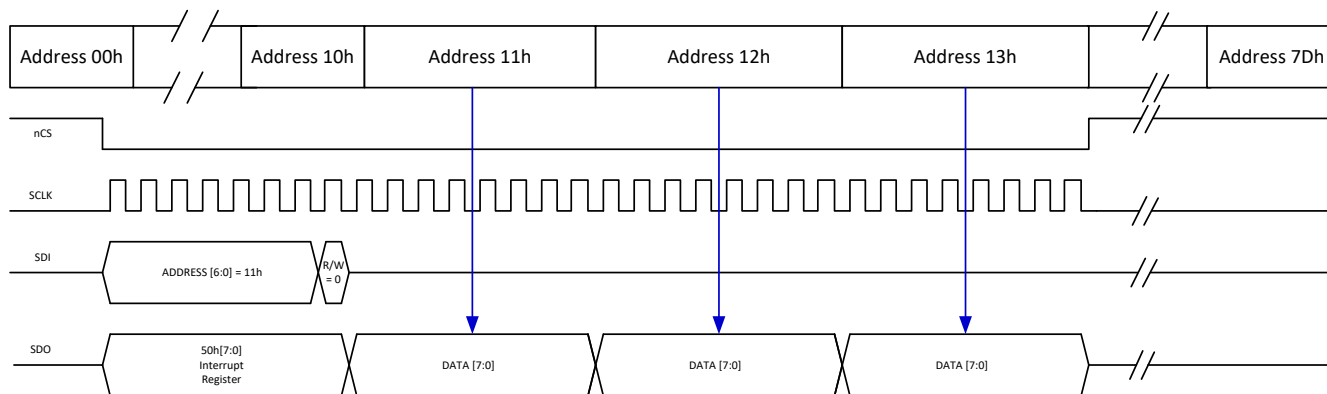 Address 00h
Address 10h
Address 11h
Address 12h
Address 13h
Address 7Dh
nCS
SCLK
SDI
ADDRESS [6:0] = 11h
R/W
= 0
SDO
50h[7:0]
Interrupt
Register
DATA [7:0]
DATA [7:0]
DATA [7:0]